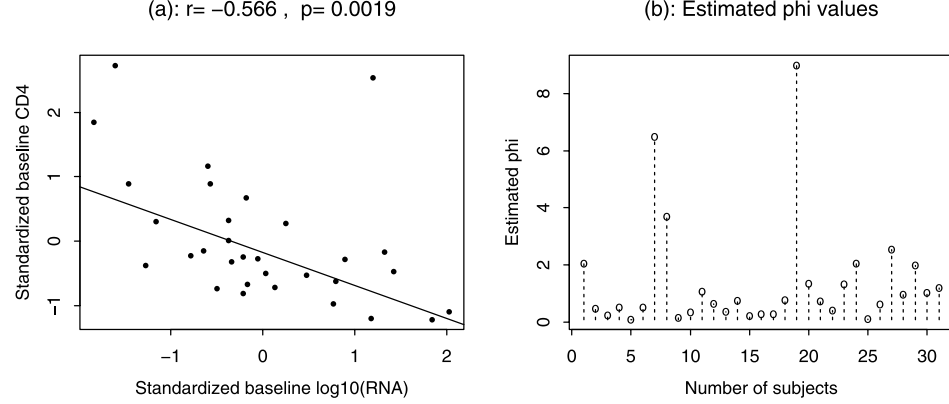 (a): r= −0.566 , p= 0.0019
Standardized baseline CD4
2
1
0
−1
−1 0 1 2
Standardized baseline log10(RNA)
(b): Estimated phi values
Estimated phi
8
6
4
2
0
0 5 10 15 20 25 30
Number of subjects